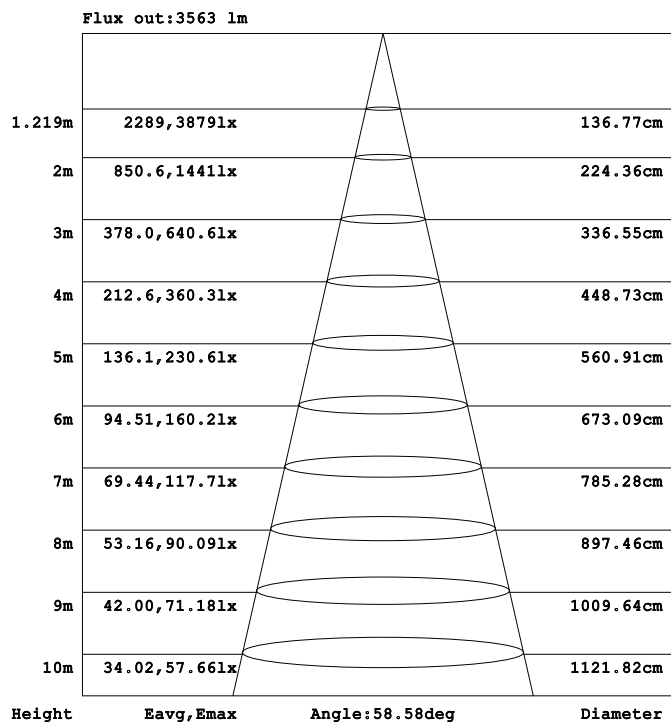 Flux out:3563 lm
1.219m 2289,3879lx 136.77cm
2m 850.6,1441lx 224.36cm
3m 378.0,640.6lx 336.55cm
4m 212.6,360.3lx 448.73cm
5m 136.1,230.6lx 560.91cm
6m 94.51,160.2lx 673.09cm
7m 69.44,117.7lx 785.28cm
8m 53.16,90.09lx 897.46cm
9m 42.00,71.18lx 1009.64cm
10m 34.02,57.66lx 1121.82cm
Height Eavg,Emax Angle:58.58deg Diameter